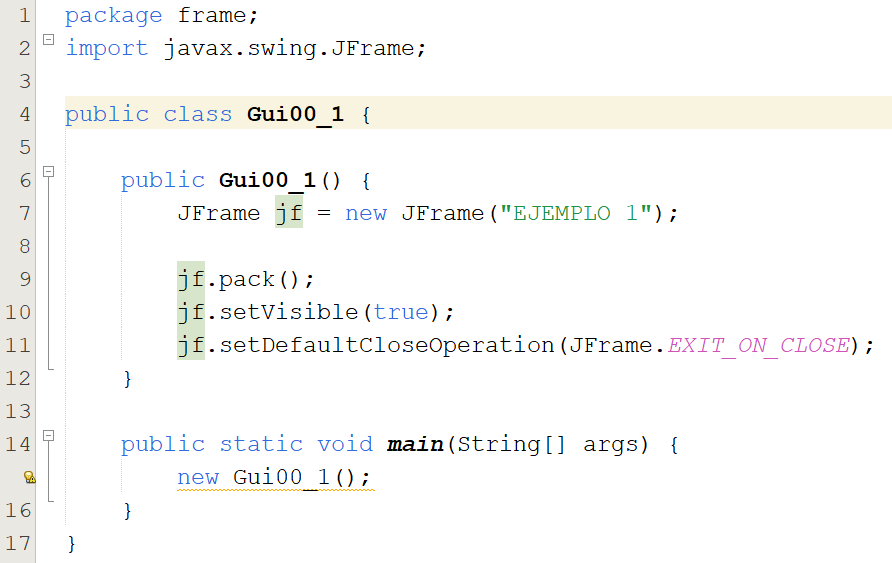 1 package frame;
2 import javax.swing.JFrame;
3
4 public class Gui00_1 {
5
6 public Gui00_1() {
7 JFrame jf = new JFrame("EJEMPLO 1");
8
9 jf.pack();
10 jf.setVisible(true);
11 jf.setDefaultCloseOperation(JFrame.EXIT_ON_CLOSE);
12 }
13
14 public static void main(String[] args) {
new Gui00_1();
16 }
17 }